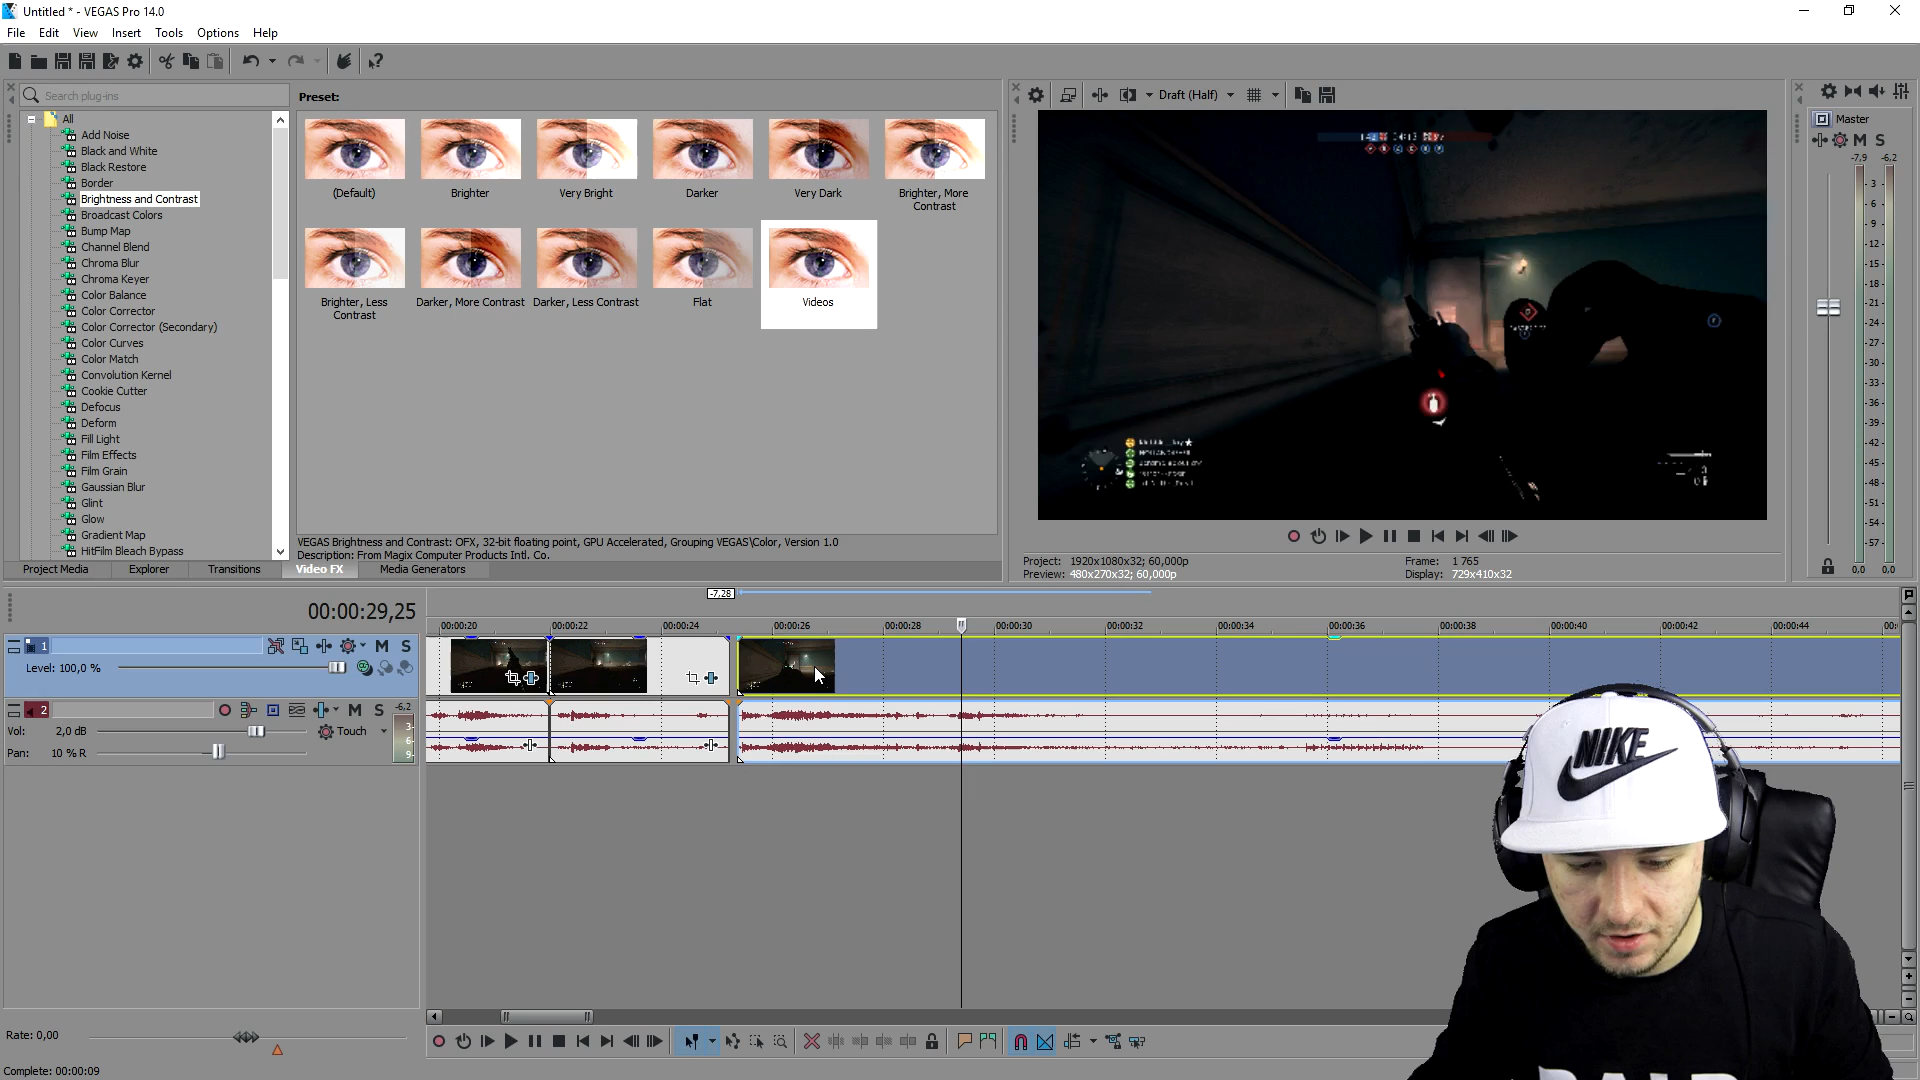 Untitled * - VEGAS Pro 14.0
File Edit View Insert Tools Options Help
Search plug-ins
All
Add Noise
Black and White
Black Restore
Border
Brightness and Contrast
Broadcast Colors
Bump Map
Channel Blend
Chroma Blur
Chroma Keyer
Color Balance
Color Corrector
Color Corrector (Secondary)
Color Curves
Color Match
Convolution Kernel
Cookie Cutter
Defocus
Deform
Fill Light
Film Effects
Film Grain
Gaussian Blur
Glint
Glow
Gradient Map
HitFilm Bleach Bypass
Preset:
(Default) Brighter Very Bright Darker Very Dark Brighter, More
Contrast
Brighter, Less Darker, More Contrast Darker, Less Contrast Flat Videos
Contrast
VEGAS Brightness and Contrast: OFX, 32-bit floating point, GPU Accelerated, Grouping VEGAS\Color, Version 1.0
Description: From Magix Computer Products Intl. Co.
Project Media Explorer Transitions Video FX Media Generators
Draft (Half)
Project: 1920x1080x32; 60,000p
Frame: 1 765
Preview: 480x270x32; 60,000p
Display: 729x410x32
Master
M S
-7,9 -6,2
3
6
9
-12
-15
-18
-21
-24
-27
-30
-33
-36
-39
-42
-45
-48
-51
-54
-57
0,0 0,0
-7,28
00:00:29,25
00:00:20 00:00:22 00:00:24 00:00:26 00:00:28 00:00:30 00:00:32 00:00:34 00:00:36 00:00:38 00:00:40 00:00:42 00:00:44 00:0
1 M S
Level: 100,0 %
2 M S -6,2
Vol: 2,0 dB Touch
Pan: 10 % R
3
6
9
NIKE
Rate: 0,00
Complete: 00:00:09